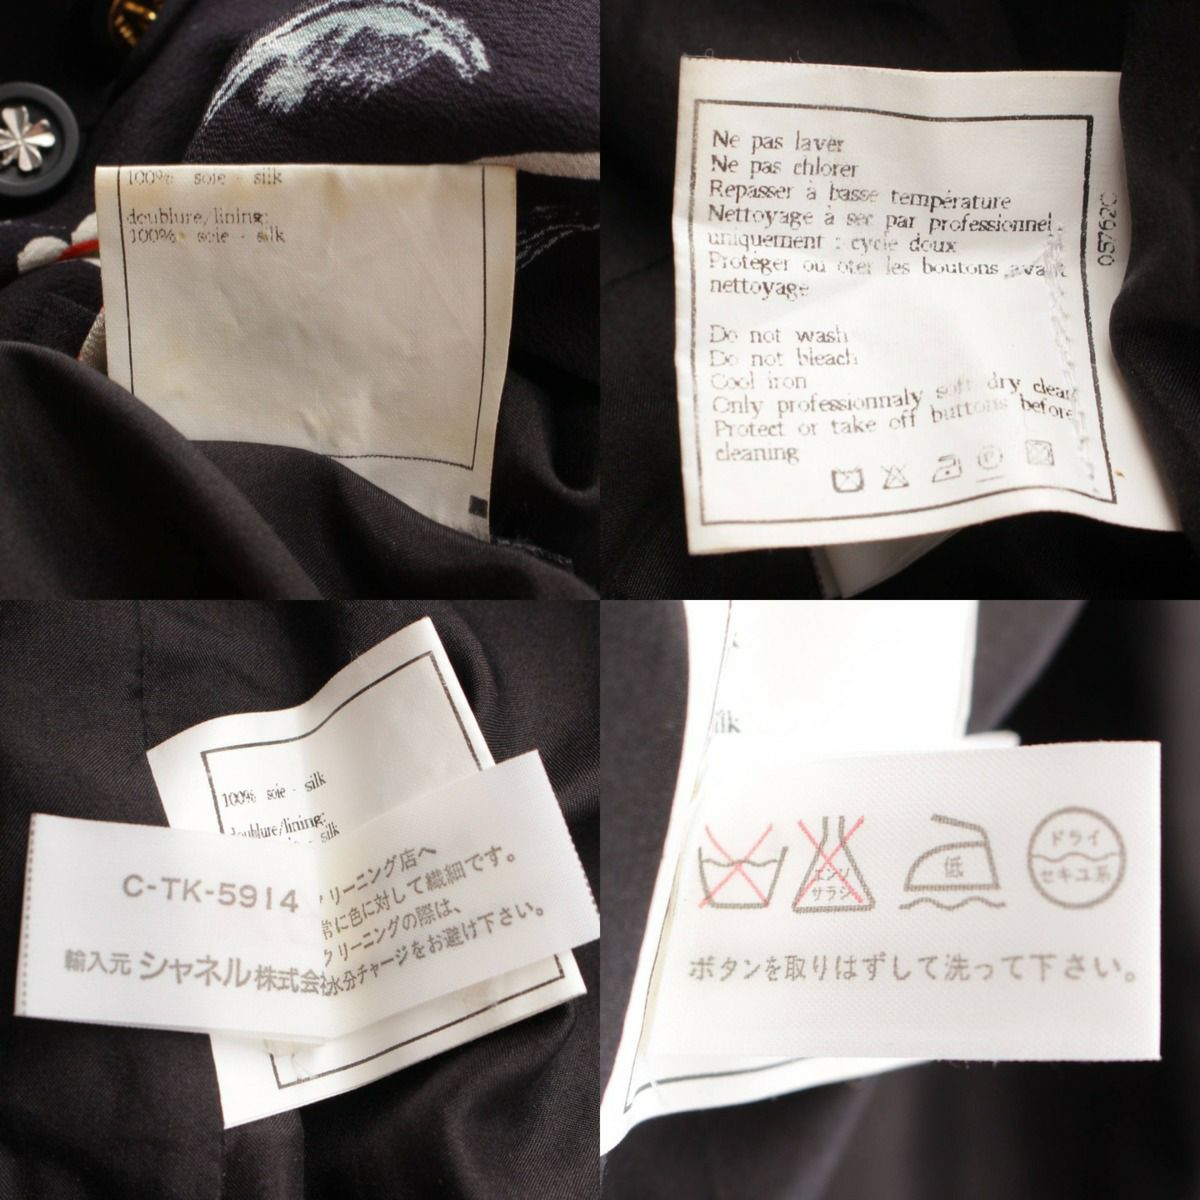 100% soie - silk
doublure/lining:
100% soie - silk
Ne pas laver
Ne pas chlorer
Repasser à basse température
Nettoyage à sec par professionnel
uniquement : cycle doux
Protéger ou oter les boutons avant
nettoyage
Do not wash
Do not bleach
Cool iron
Only professionnaly soft dry clean
Protect or take off buttons before
cleaning
P
05762C
100% soie - silk
doublure/lining:
silk
C-TK-5914
輸入元 シャネル株式会
クリーニング店へ
常に色に対して繊細です。
クリーニングの際は、
水分チャージをお避け下さい。
silk
エンソ
サラシ
低
ドライ
セキユ系
ボタンを取りはずして洗って下さい。